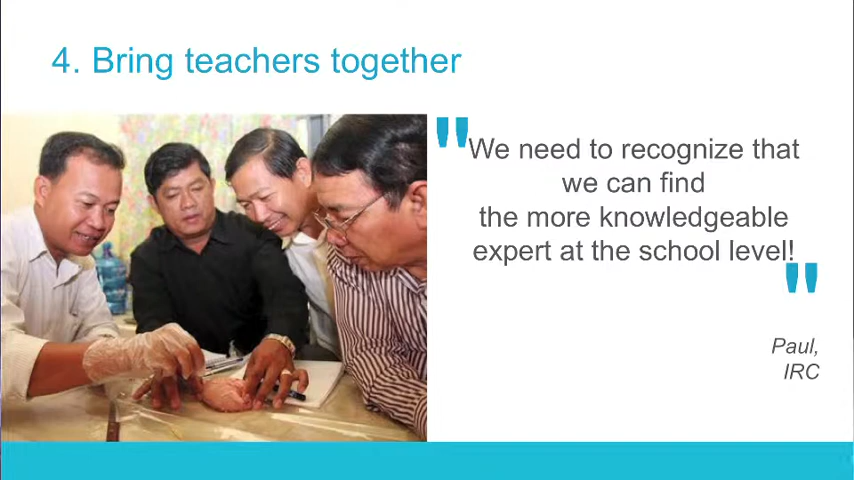 4. Bring teachers together
"We need to recognize that
we can find
the more knowledgeable
expert at the school level!"
Paul,
IRC